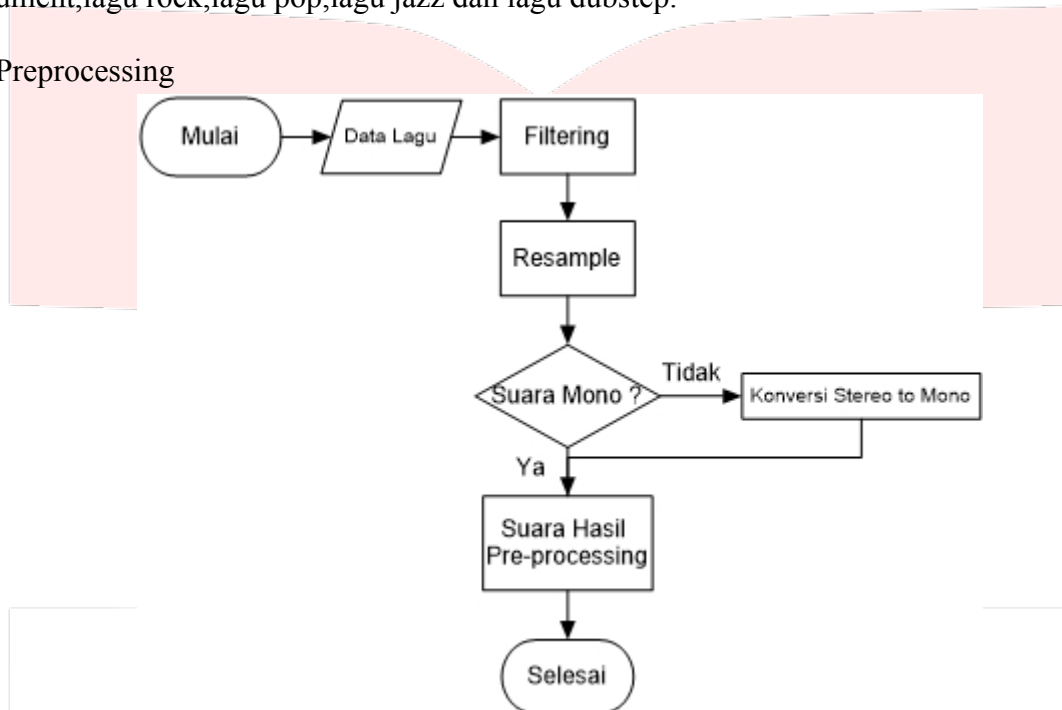 lagu rock,lagu pop,lagu jazz dan lagu dubstep.
Preprocessing
Mulai
Data Lagu
Filtering
Resample
Suara Mono ?
Tidak
Konversi Stereo to Mono
Ya
Suara Hasil
Pre-processing
Selesai